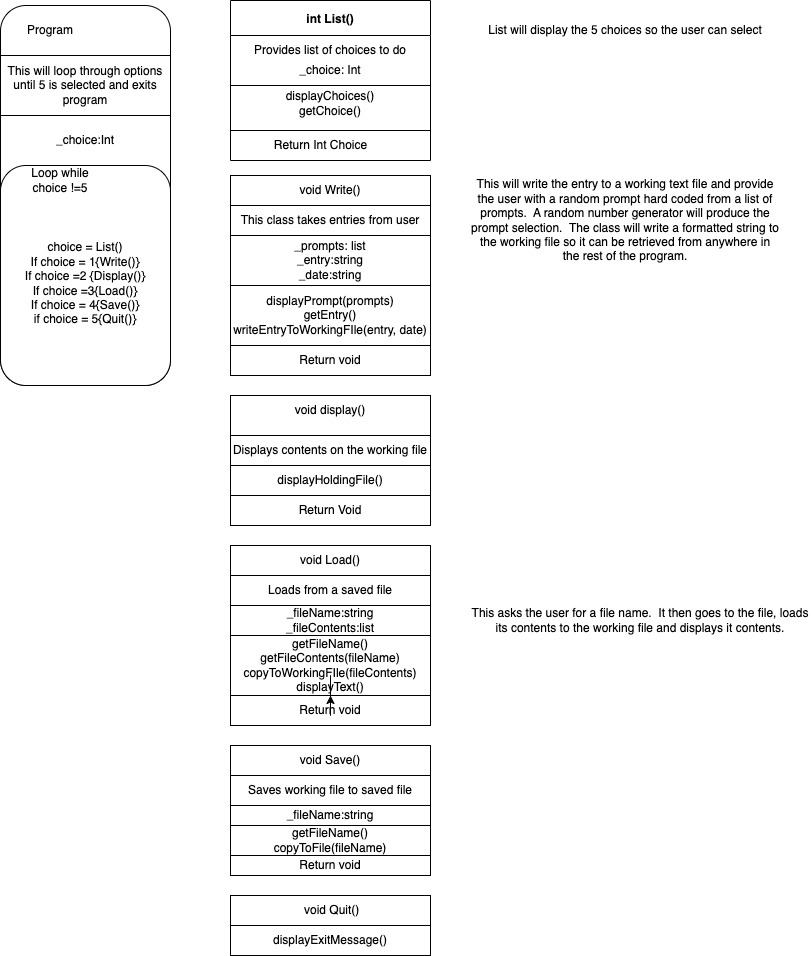 Program
This will loop through options
until 5 is selected and exits
program
_choice:Int
Loop while
choice !=5
choice = List()
If choice = 1{Write()}
If choice =2 {Display()}
If choice =3{Load()}
If choice = 4{Save()}
if choice = 5{Quit()}
int List()
Provides list of choices to do
_choice: Int
displayChoices()
getChoice()
Return Int Choice
List will display the 5 choices so the user can select
void Write()
This class takes entries from user
_prompts: list
_entry:string
_date:string
displayPrompt(prompts)
getEntry()
writeEntryToWorkingFIle(entry, date)
Return void
This will write the entry to a working text file and provide
the user with a random prompt hard coded from a list of
prompts.  A random number generator will produce the
prompt selection.  The class will write a formatted string to
the working file so it can be retrieved from anywhere in
the rest of the program.
void display()
Displays contents on the working file
displayHoldingFile()
Return Void
void Load()
Loads from a saved file
_fileName:string
_fileContents:list
getFileName()
getFileContents(fileName)
copyToWorkingFIle(fileContents)
displayText()
Return void
This asks the user for a file name.  It then goes to the file, loads
its contents to the working file and displays it contents.
void Save()
Saves working file to saved file
_fileName:string
getFileName()
copyToFile(fileName)
Return void
void Quit()
displayExitMessage()